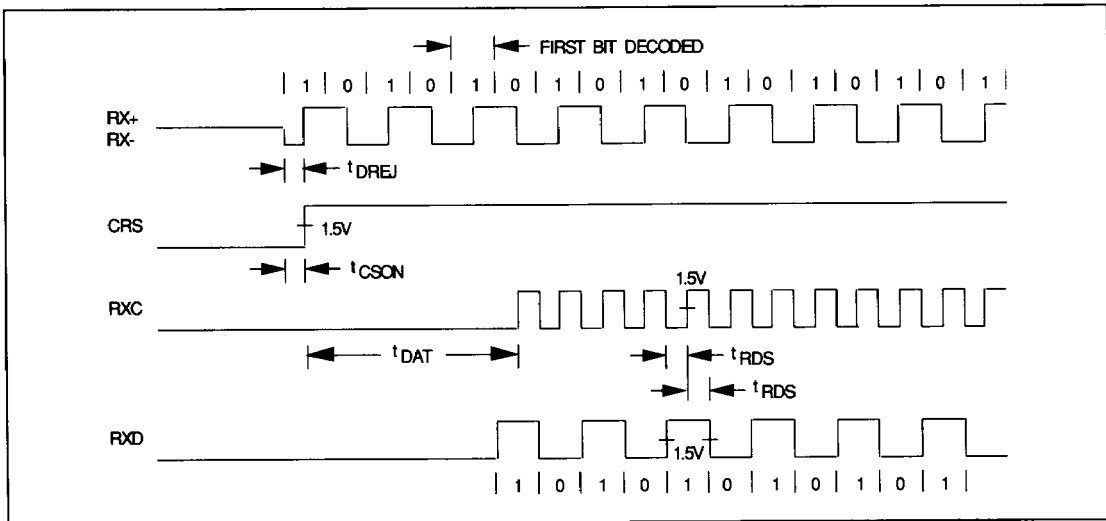 FIRST BIT DECODED
| 1 | 0 | 1 | 0 | 1 | 0 | 1 | 0 | 1 | 0 | 1 | 0 | 1 | 0 | 1 | 0 | 1 |
RX+
RX-
tDREJ
CRS
1.5V
tCSON
1.5V
RXC
tDAT
tRDS
tRDS
RXD
1.5V
| 1 | 0 | 1 | 0 | 1 | 0 | 1 | 0 | 1 | 0 | 1 |